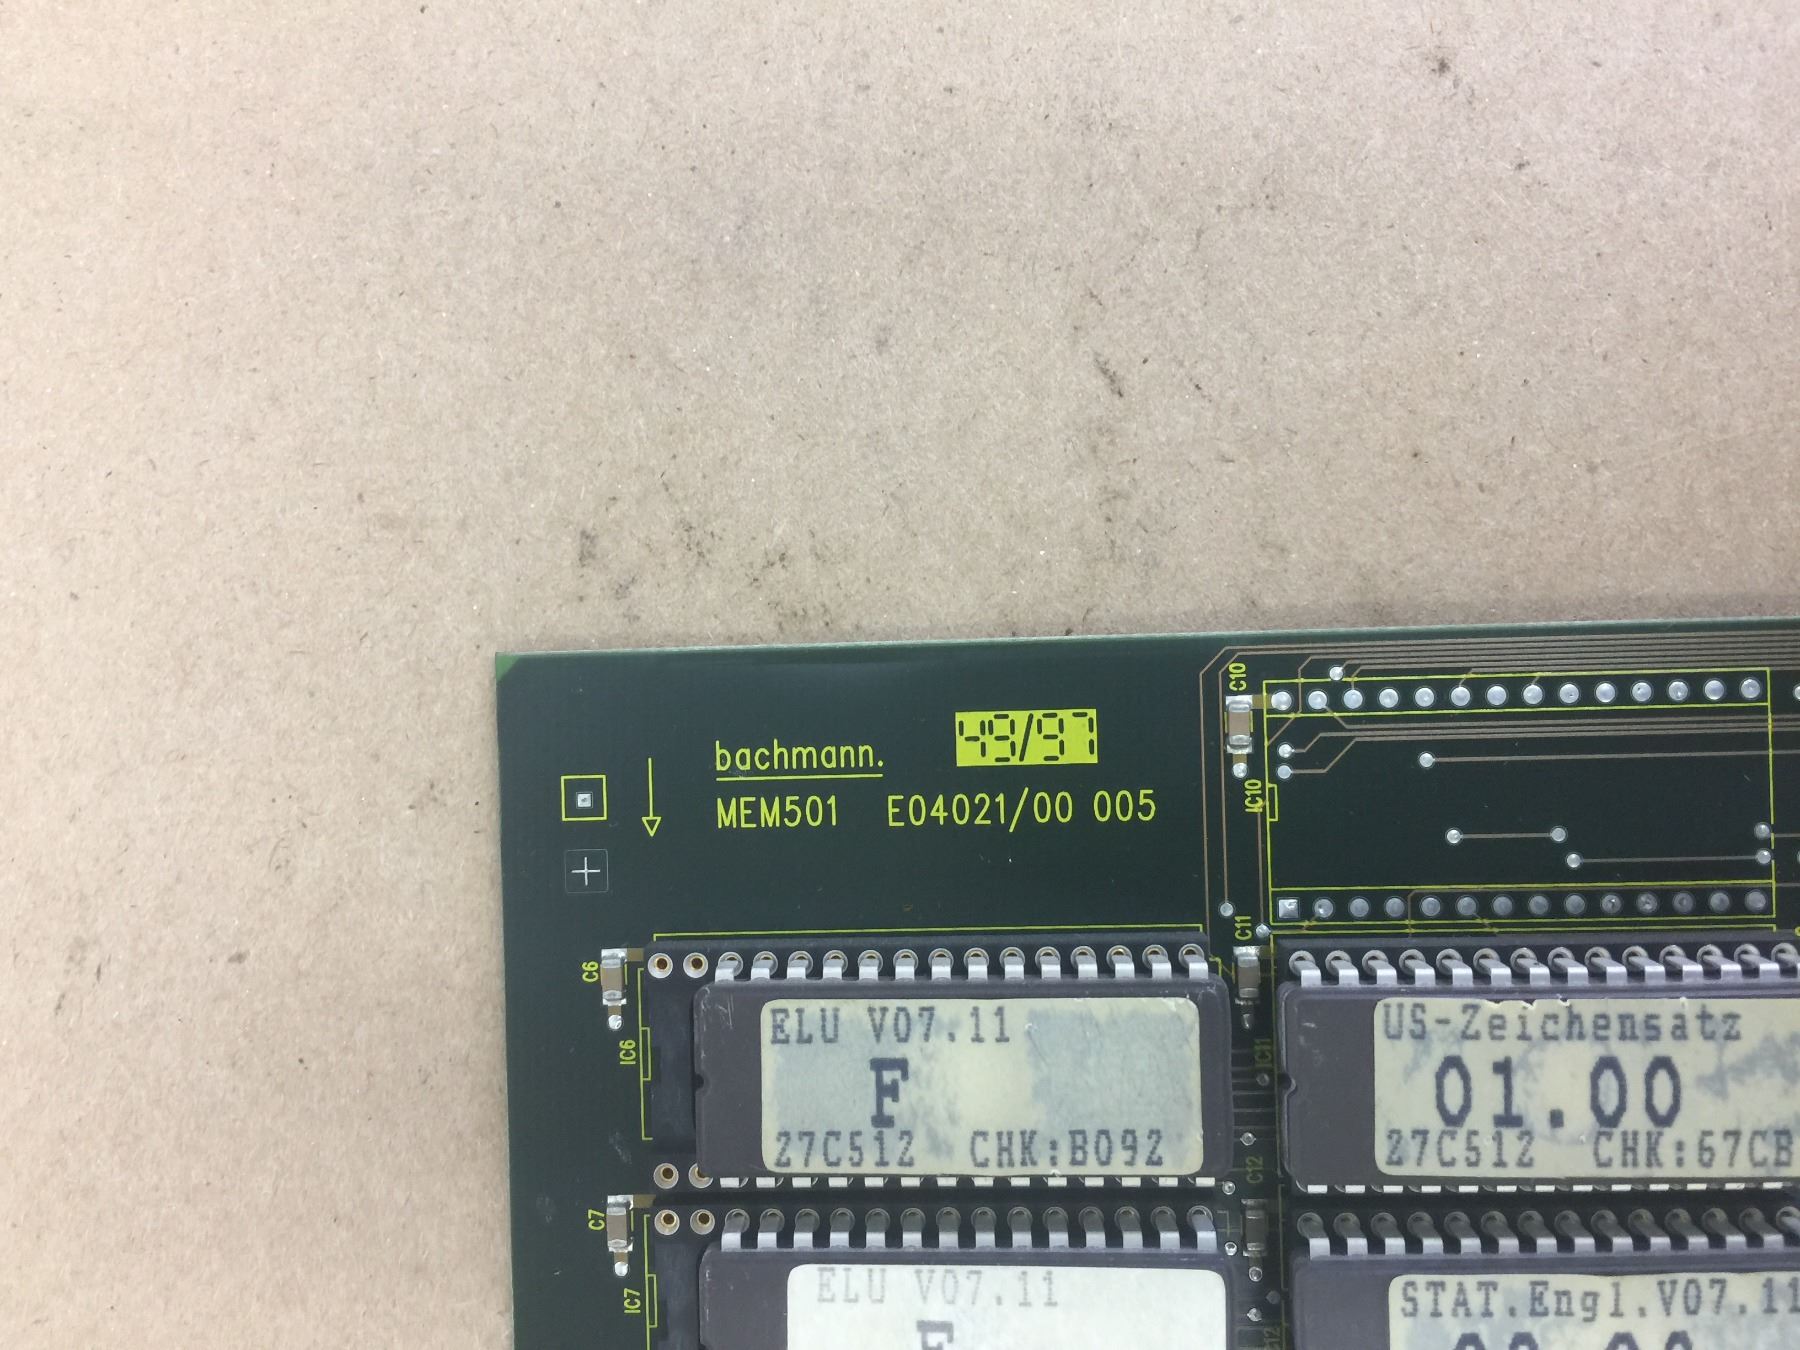 bachmann. 49/97
MEM501 E04021/00 005
C10
IC10
C11
C6
IC6
ELU V07.11
F
27C512 CHK:B092
IC11
US-Zeichensatz
01.00
27C512 CHK:67CB
C12
C7
IC7
ELU V07.11
F
STAT.Engl.V07.11